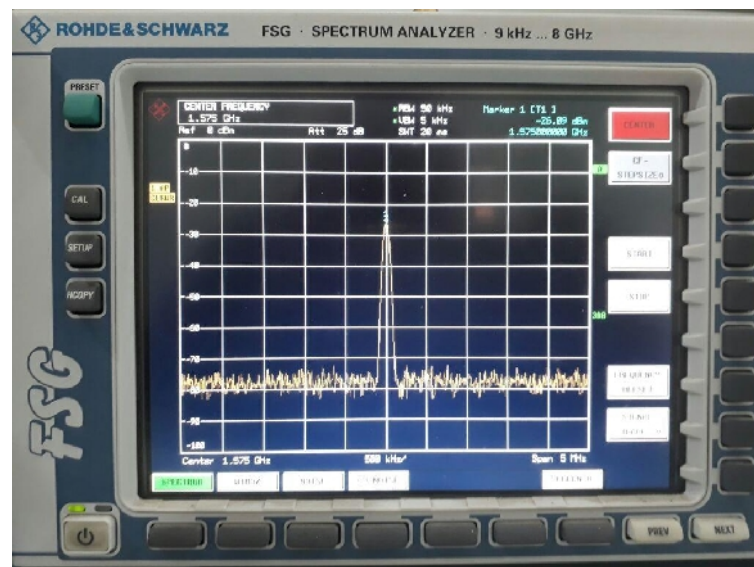 ROHDE&SCHWARZ FSG · SPECTRUM ANALYZER · 9 kHz ... 8 GHz
PRESET
CENTER FREQUENCY
1.575 GHz
*RBW 50 kHz
*VBW 5 kHz
SWT 20 ms
Marker 1 [T1 ]
-26.09 dBm
1.575000000 GHz
Ref 0 dBm
Att 25 dB
CENTER
CF-
STEPSIZE
START
STOP
CAL
SETUP
HCOPY
0
-10
-20
-30
-40
-50
-60
-70
-80
-90
-100
Center 1.575 GHz
500 kHz/
Span 5 MHz
SPECTRUM
FSG
PREV
NEXT